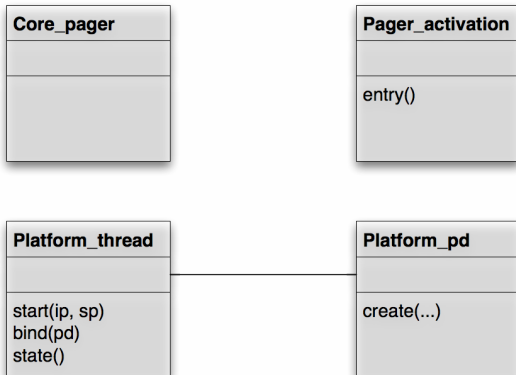 Core_pager
Pager_activation
entry()
Platform_thread
Platform_pd
start(ip, sp)
bind(pd)
state()
create(...)